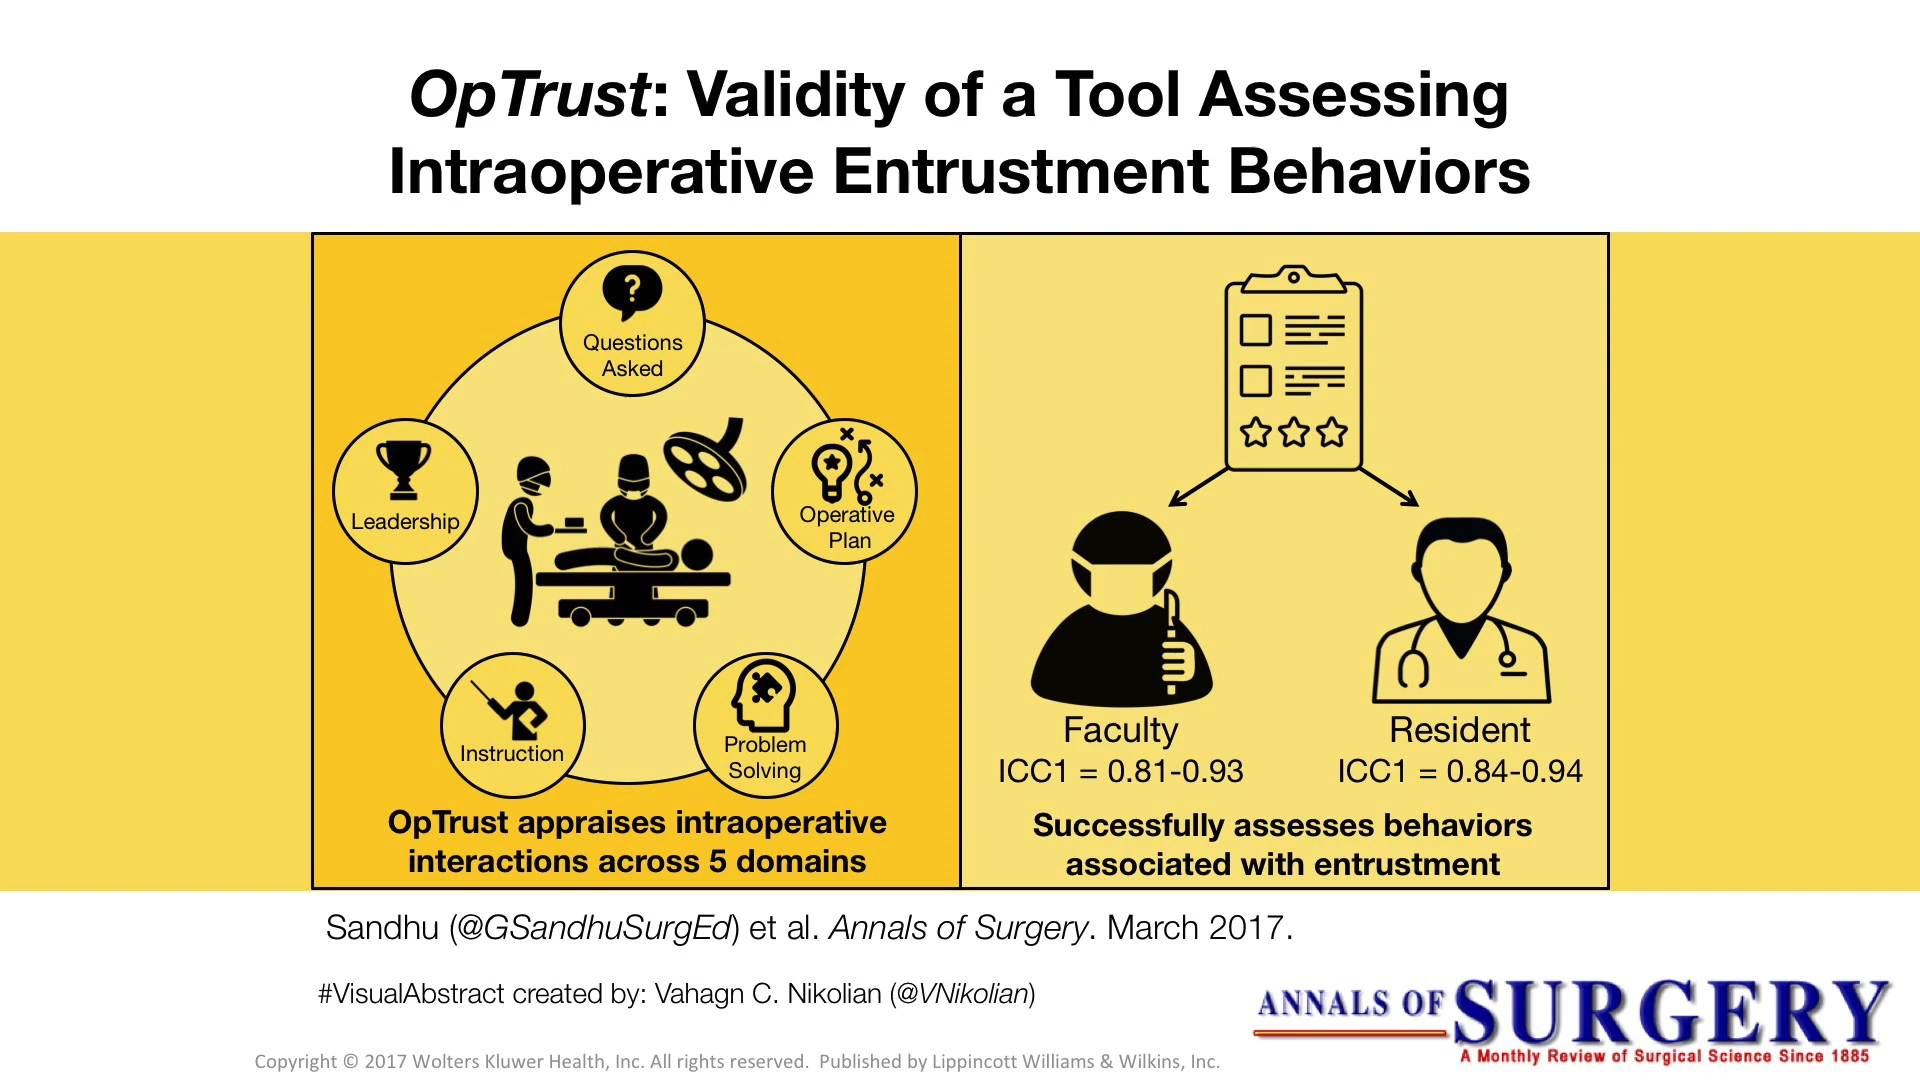 OpTrust: Validity of a Tool Assessing
Intraoperative Entrustment Behaviors
?
Questions
Asked
Leadership
Operative
Plan
Instruction
Problem
Solving
OpTrust appraises intraoperative
interactions across 5 domains
Faculty
ICC1 = 0.81-0.93
Resident
ICC1 = 0.84-0.94
Successfully assesses behaviors
associated with entrustment
Sandhu (@GSandhuSurgEd) et al. Annals of Surgery. March 2017.
#VisualAbstract created by: Vahagn C. Nikolian (@VNikolian)
ANNALS OF SURGERY
A Monthly Review of Surgical Science Since 1885
Copyright © 2017 Wolters Kluwer Health, Inc. All rights reserved.  Published by Lippincott Williams & Wilkins, Inc.